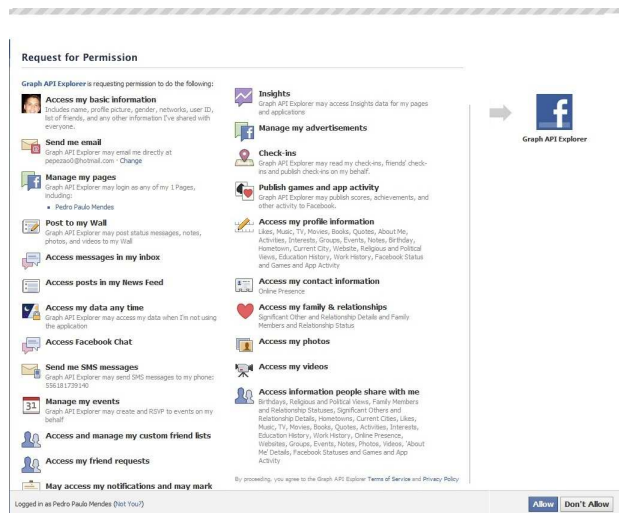 Request for Permission
Graph API Explorer is requesting permission to do the following:
Access my basic information
Includes name, profile picture, gender, networks, user ID,
list of friends, and any other information I've shared with
everyone.
Send me email
Graph API Explorer may email me directly at
pepezao0@hotmail.com · Change
Manage my pages
Graph API Explorer may login as any of my 1 Pages,
including:
Pedro Paulo Mendes
Post to my Wall
Graph API Explorer may post status messages, notes,
photos, and videos to my Wall
Access messages in my inbox
Access posts in my News Feed
Access my data any time
Graph API Explorer may access my data when I'm not using
the application
Access Facebook Chat
Send me SMS messages
Graph API Explorer may send SMS messages to my phone:
556181739140
Manage my events
31
Graph API Explorer may create and RSVP to events on my
behalf
Access and manage my custom friend lists
Access my friend requests
May access my notifications and may mark
Insights
Graph API Explorer may access Insights data for my pages
and applications
Manage my advertisements
Check-ins
Graph API Explorer may read my check-ins, friends' check-
ins and publish check-ins on my behalf.
Publish games and app activity
Graph API Explorer may publish scores, achievements, and
other activity to Facebook.
Access my profile information
Likes, Music, TV, Movies, Books, Quotes, About Me,
Activities, Interests, Groups, Events, Notes, Birthday,
Hometown, Current City, Website, Religious and Political
Views, Education History, Work History, Facebook Status
and Games and App Activity
Access my contact information
Online Presence
Access my family & relationships
Significant Other and Relationship Details and Family
Members and Relationship Status
Access my photos
Access my videos
Access information people share with me
Birthdays, Religious and Political Views, Family Members
and Relationship Statuses, Significant Others and
Relationship Details, Hometowns, Current Cities, Likes,
Music, TV, Movies, Books, Quotes, Activities, Interests,
Education History, Work History, Online Presence,
Websites, Groups, Events, Notes, Photos, Videos, 'About
Me' Details, Facebook Statuses and Games and App
Activity
By proceeding, you agree to the Graph API Explorer Terms of Service and Privacy Policy
f
Graph API Explorer
Logged in as Pedro Paulo Mendes (Not You?)
Allow
Don't Allow